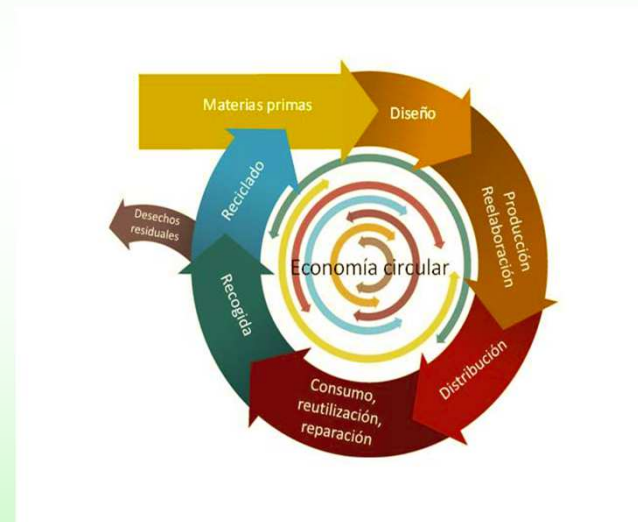 Materias primas
Diseño
Producción
Reelaboración
Distribución
Consumo,
reutilización,
reparación
Recogida
Reciclado
Desechos
residuales
Economía circular